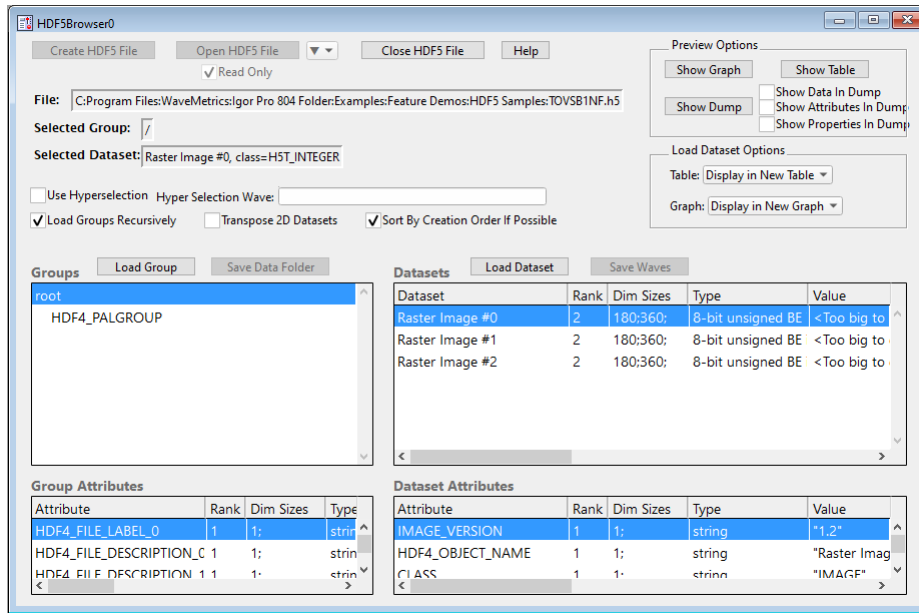 HDF5Browser0
Create HDF5 File Open HDF5 File Close HDF5 File Help
Read Only
Preview Options
Show Graph Show Table
Show Dump
Show Data In Dump
Show Attributes In Dump
Show Properties In Dump
File: C:Program Files:WaveMetrics:Igor Pro 804 Folder:Examples:Feature Demos:HDF5 Samples:TOVSB1NF.h5
Selected Group: /
Selected Dataset: Raster Image #0, class=H5T_INTEGER
Load Dataset Options
Table: Display in New Table
Graph: Display in New Graph
Use Hyperselection Hyper Selection Wave:
Load Groups Recursively Transpose 2D Datasets Sort By Creation Order If Possible
Groups Load Group Save Data Folder
root
HDF4_PALGROUP
Datasets Load Dataset Save Waves
Dataset Rank Dim Sizes Type Value
Raster Image #0 2 180;360; 8-bit unsigned BE <Too big to
Raster Image #1 2 180;360; 8-bit unsigned BE <Too big to
Raster Image #2 2 180;360; 8-bit unsigned BE <Too big to
Group Attributes
Attribute Rank Dim Sizes Type
HDF4_FILE_LABEL_0 1 1; strin
HDF4_FILE_DESCRIPTION_0 1 1; strin
HDF4_FILE_DESCRIPTION_1 1 1; strin
Dataset Attributes
Attribute Rank Dim Sizes Type Value
IMAGE_VERSION 1 1; string "1.2"
HDF4_OBJECT_NAME 1 1; string "Raster Imag
CLASS 1 1; string "IMAGE"